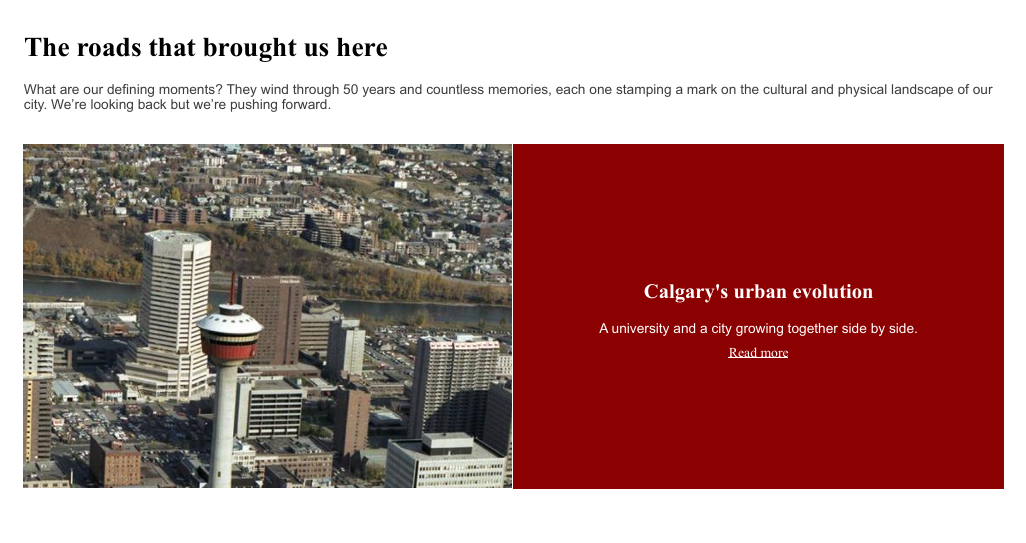 The roads that brought us here
What are our defining moments? They wind through 50 years and countless memories, each one stamping a mark on the cultural and physical landscape of our
city. We’re looking back but we’re pushing forward.
Calgary's urban evolution
A university and a city growing together side by side.
Read more